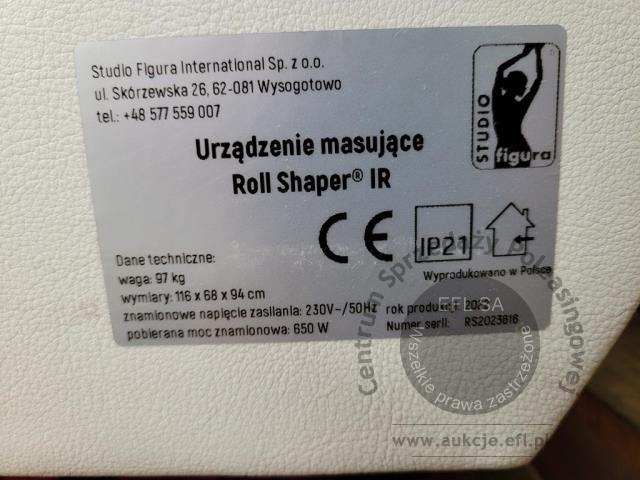 Studio Figura International Sp. z o.o.
ul. Skórzewska 26, 62-081 Wysogotowo
tel.: +48 577 559 007
STUDIO
figura
Urządzenie masujące
Roll Shaper® IR
CE
IP21
Wyprodukowano w Polsce
Dane techniczne:
waga: 97 kg
wymiary: 116 x 68 x 94 cm
znamionowe napięcie zasilania: 230V~/50Hz
pobierana moc znamionowa: 650 W
rok produkcji:
Numer serii: RS2023616
Centrum Sprzedaży Poleasingowej
EFL SA
wszelkie prawa zastrzeżone
www.aukcje.efl.pl